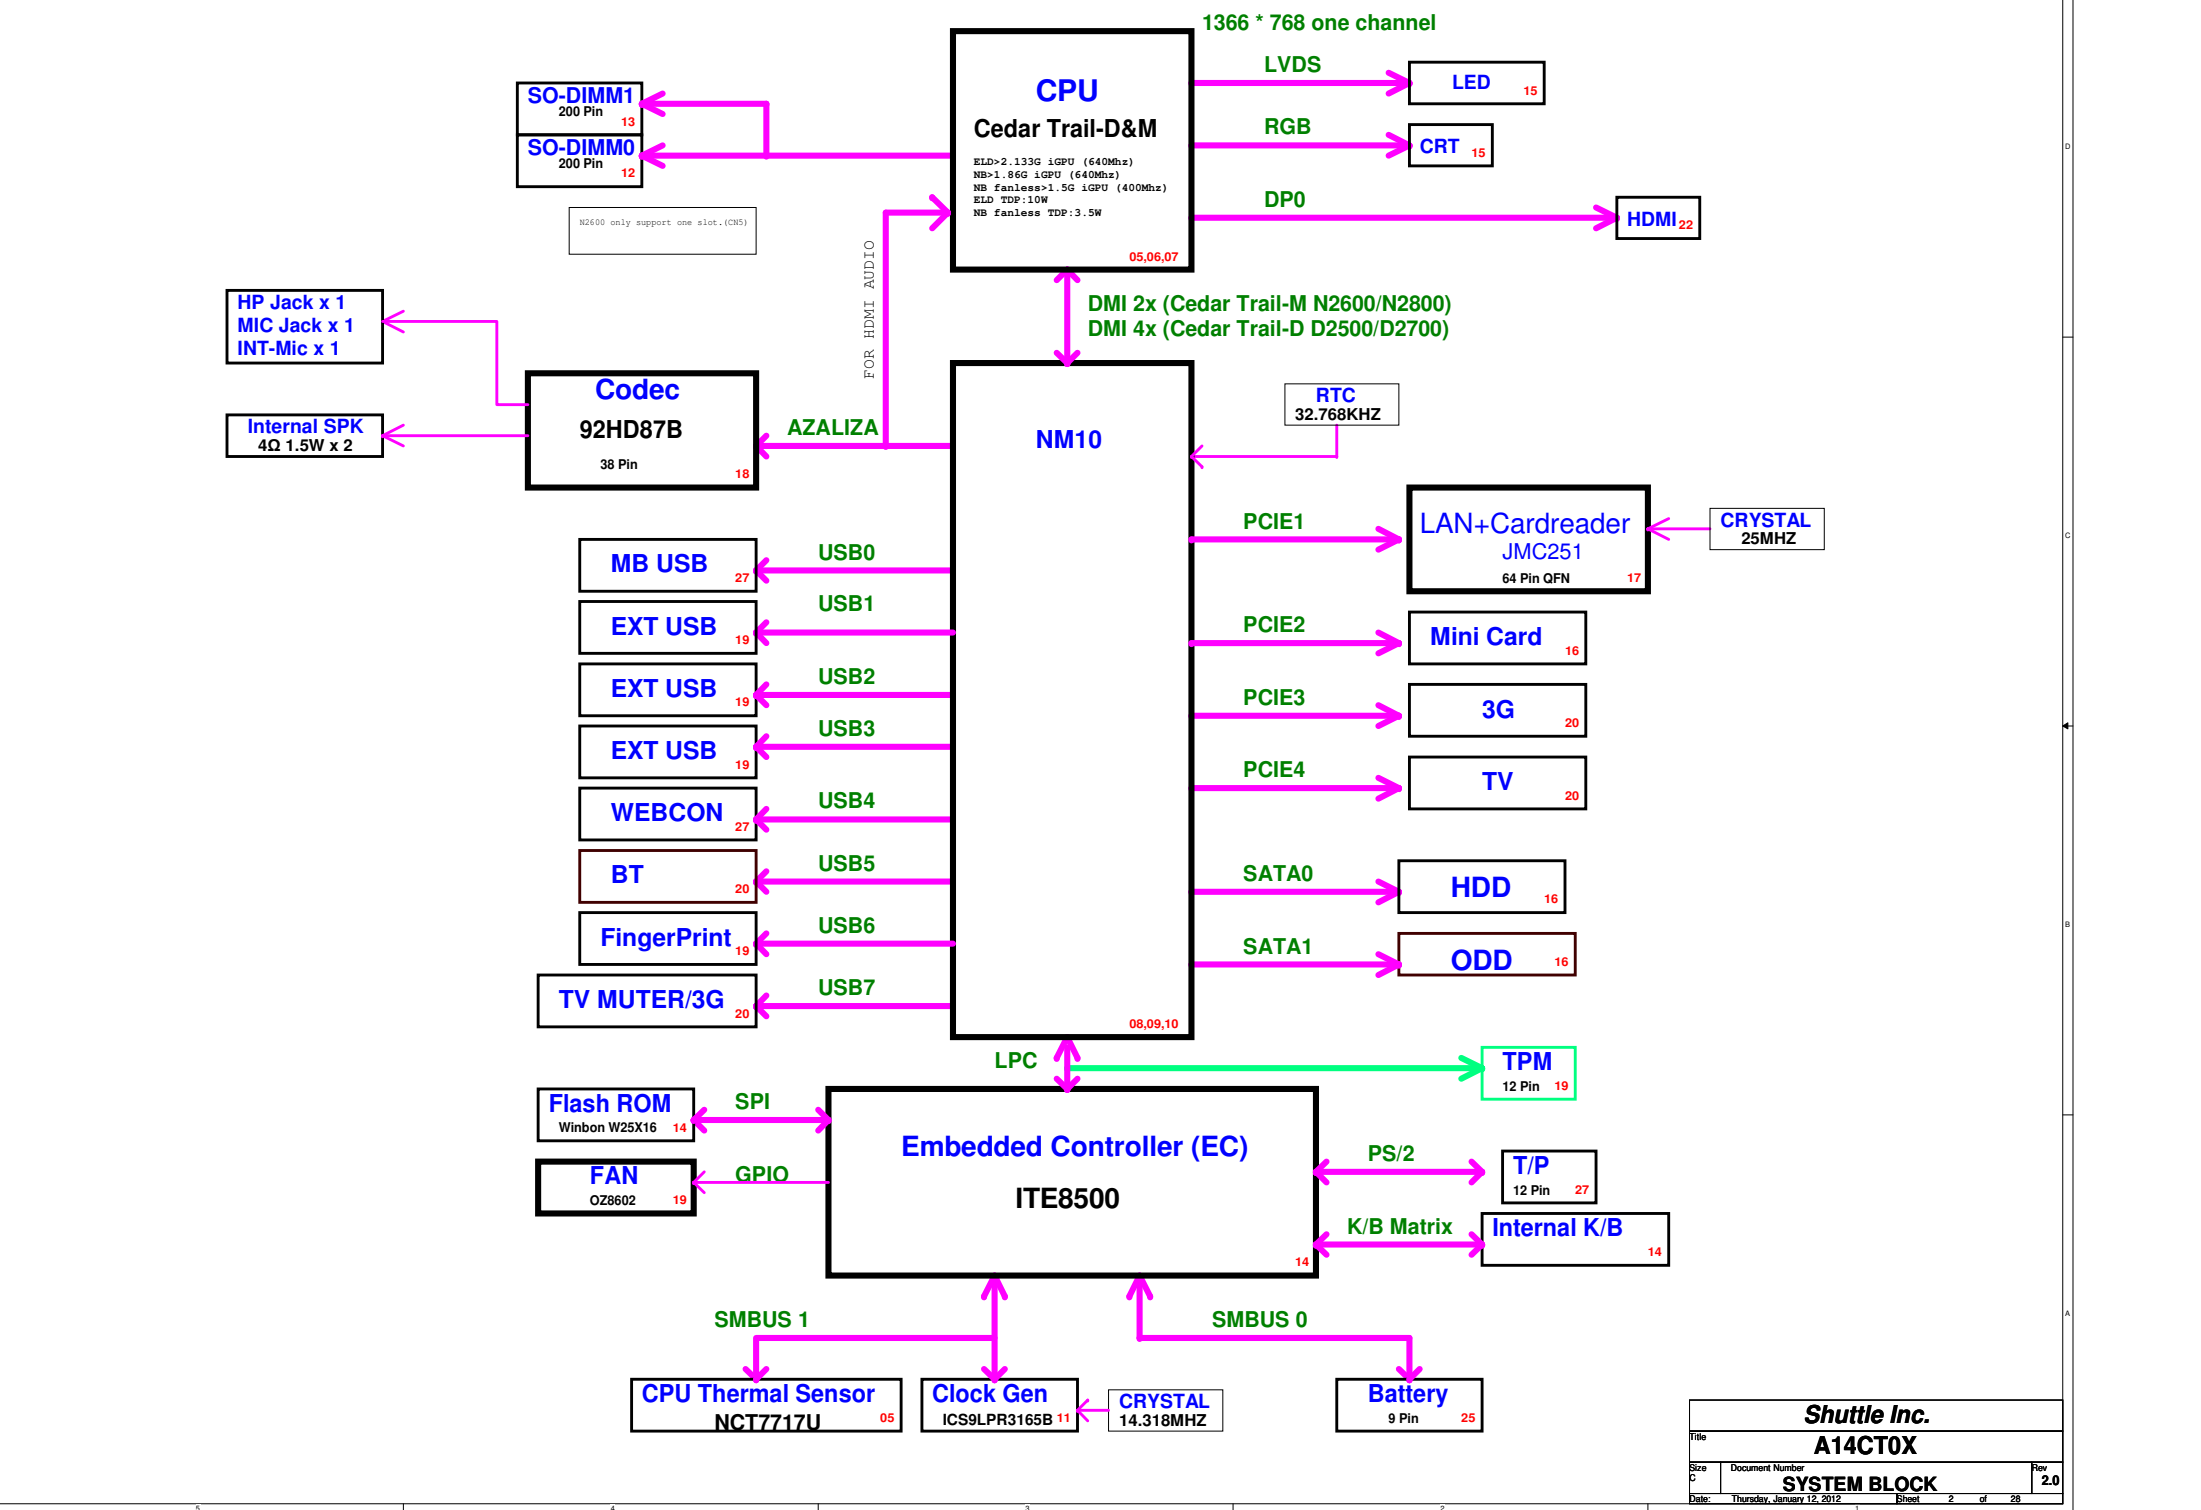 1366 * 768 one channel
CPU
Cedar Trail-D&M
ELD>2.133G iGPU (640Mhz)
NB>1.86G iGPU (640Mhz)
NB fanless>1.5G iGPU (400Mhz)
ELD TDP:10W
NB fanless TDP:3.5W
05,06,07
SO-DIMM1
200 Pin
13
SO-DIMM0
200 Pin
12
N2600 only support one slot.(CN5)
LVDS
LED
15
RGB
CRT
15
DP0
HDMI
22
FOR HDMI AUDIO
DMI 2x (Cedar Trail-M N2600/N2800)
DMI 4x (Cedar Trail-D D2500/D2700)
HP Jack x 1
MIC Jack x 1
INT-Mic x 1
Internal SPK
4Ω 1.5W x 2
Codec
92HD87B
38 Pin
18
AZALIZA
NM10
08,09,10
RTC
32.768KHZ
PCIE1
LAN+Cardreader
JMC251
64 Pin QFN
17
CRYSTAL
25MHZ
PCIE2
Mini Card
16
PCIE3
3G
20
PCIE4
TV
20
SATA0
HDD
16
SATA1
ODD
16
MB USB
27
USB0
EXT USB
19
USB1
EXT USB
19
USB2
EXT USB
19
USB3
WEBCON
27
USB4
BT
20
USB5
FingerPrint
19
USB6
TV MUTER/3G
20
USB7
LPC
TPM
12 Pin
19
Flash ROM
Winbon W25X16
14
SPI
FAN
OZ8602
19
GPIO
Embedded Controller (EC)
ITE8500
14
PS/2
T/P
12 Pin
27
K/B Matrix
Internal K/B
14
SMBUS 1
SMBUS 0
CPU Thermal Sensor
NCT7717U
05
Clock Gen
ICS9LPR3165B
11
CRYSTAL
14.318MHZ
Battery
9 Pin
25
Shuttle Inc.
Title
A14CT0X
Size
C
Document Number
SYSTEM BLOCK
Rev
2.0
Date: Thursday, January 12, 2012 Sheet 2 of 28
D
C
B
A
5
4
3
2
1